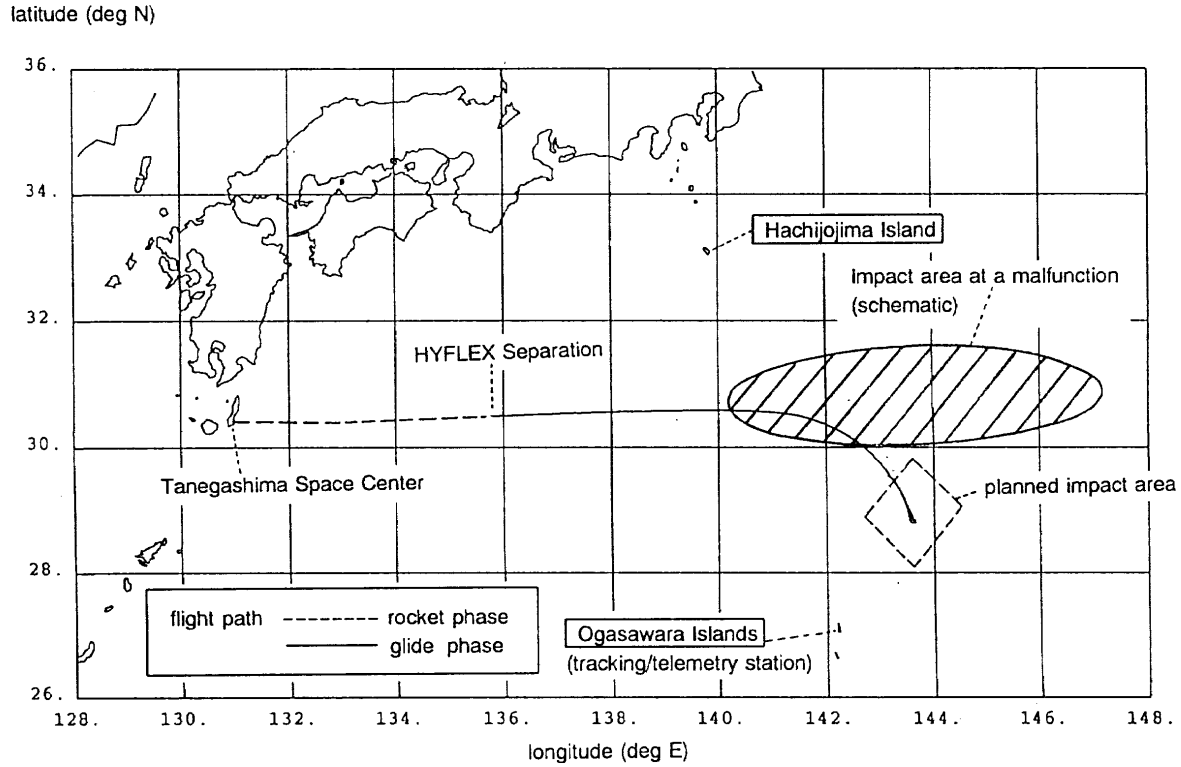 latitude (deg N)
36.
34.
Hachijojima Island
Impact area at a malfunction
(schematic)
32.
HYFLEX Separation
30.
Tanegashima Space Center
planned impact area
28.
flight path ------- rocket phase
glide phase
Ogasawara Islands
(tracking/telemetry station)
26.
128. 130. 132. 134. 136. 138. 140. 142. 144. 146. 148.
longitude (deg E)